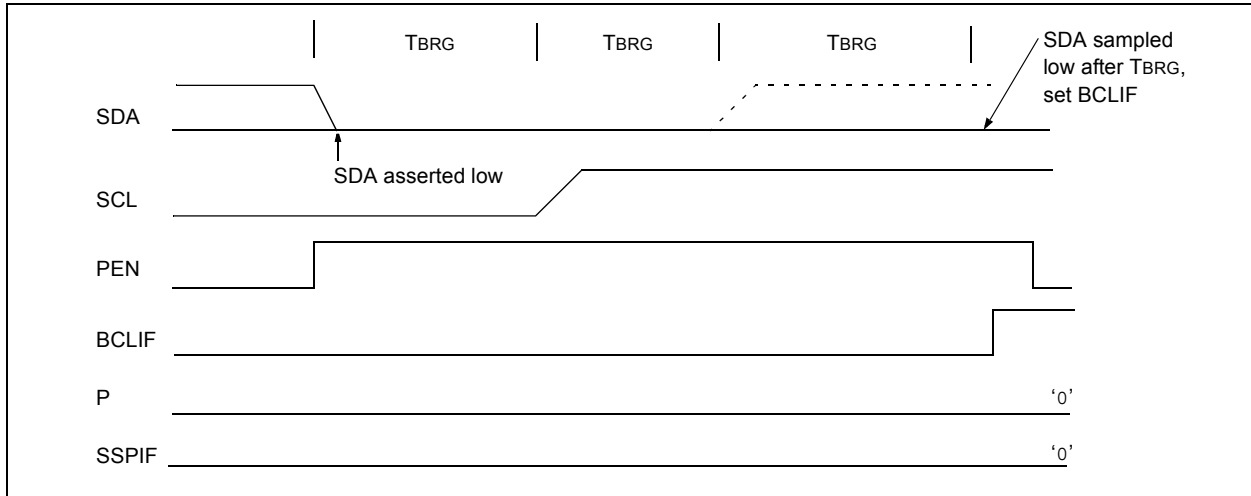 TBRG TBRG TBRG
SDA sampled
low after TBRG,
set BCLIF
SDA
SDA asserted low
SCL
PEN
BCLIF
P
‘0’
SSPIF
‘0’